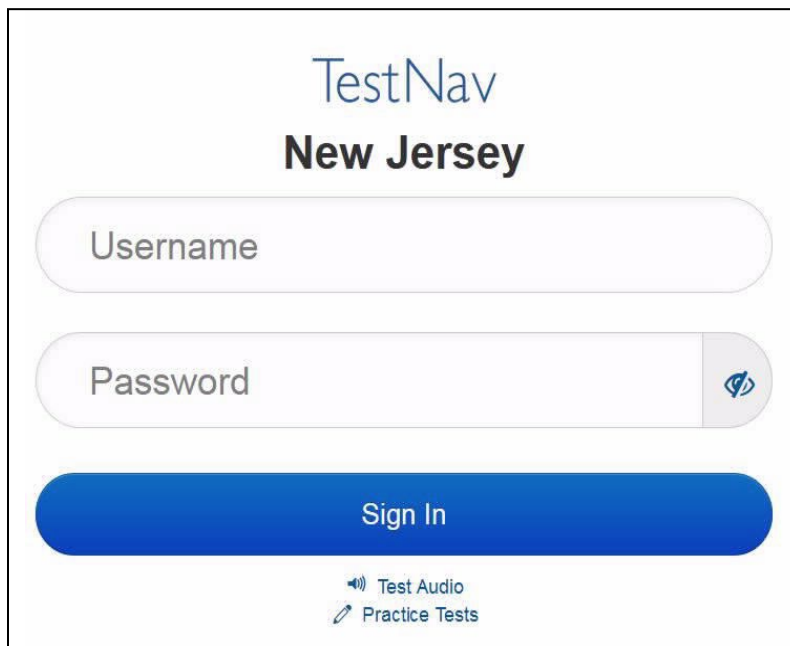 TestNav
New Jersey
Username
Password
Sign In
Test Audio
Practice Tests